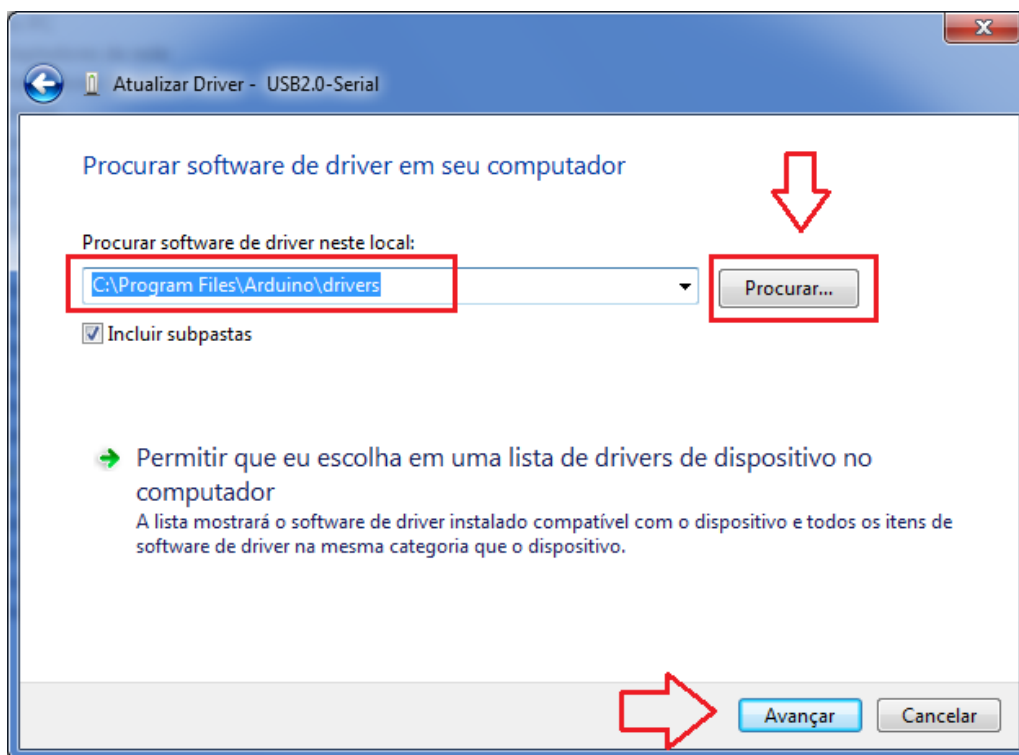 Atualizar Driver - USB2.0-Serial
Procurar software de driver em seu computador
Procurar software de driver neste local:
C:\Program Files\Arduino\drivers
Procurar...
Incluir subpastas
Permitir que eu escolha em uma lista de drivers de dispositivo no
computador
A lista mostrará o software de driver instalado compatível com o dispositivo e todos os itens de
software de driver na mesma categoria que o dispositivo.
Avançar
Cancelar